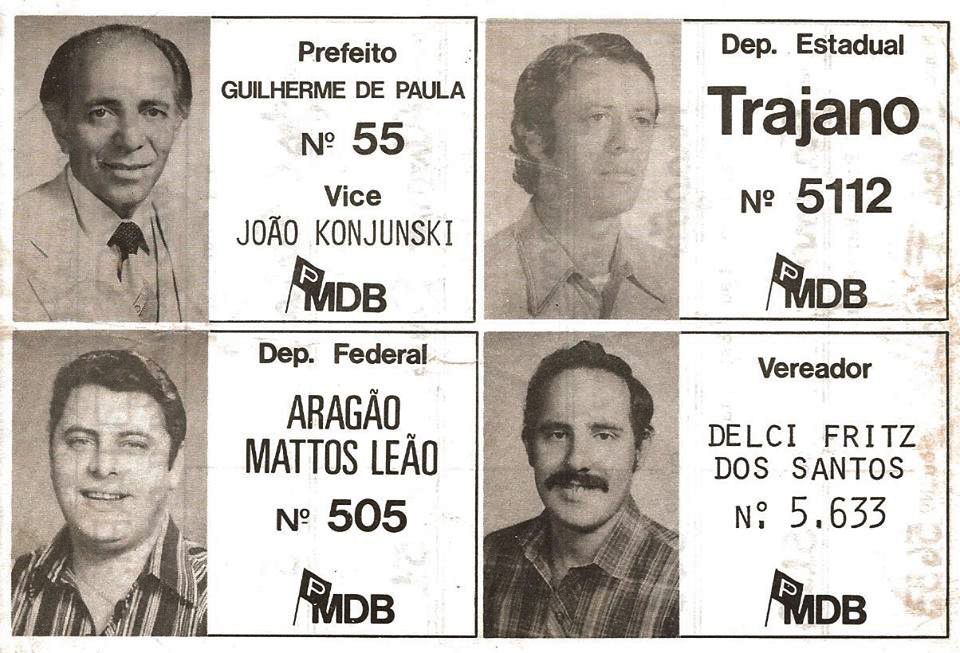 Prefeito
GUILHERME DE PAULA
Nº 55
Vice
JOÃO KONJUNSKI
PMDB
Dep. Estadual
Trajano
Nº 5112
PMDB
Dep. Federal
ARAGÃO
MATTOS LEÃO
Nº 505
PMDB
Vereador
DELCI FRITZ
DOS SANTOS
Nº 5.633
PMDB